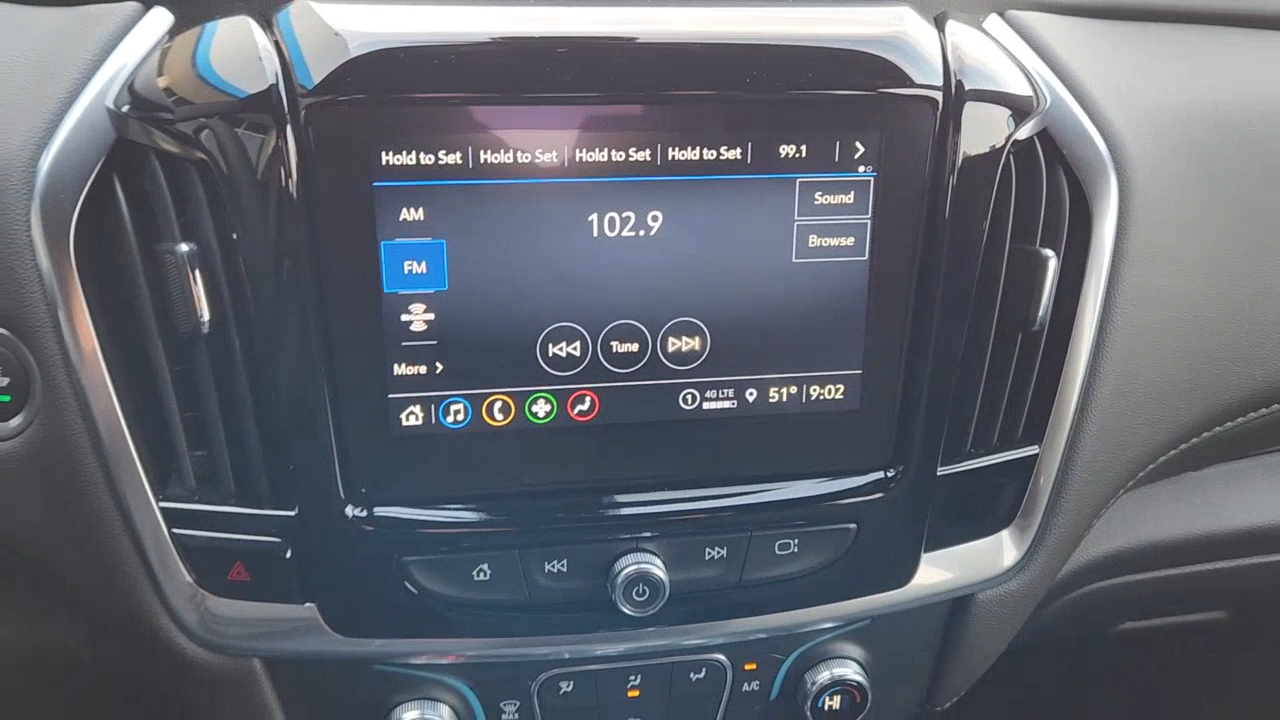 Hold to Set Hold to Set Hold to Set Hold to Set 99.1
AM
102.9
Sound
FM
Browse
Tune
More
1 4G LTE 51° 9:02
MAX
A/C
HI